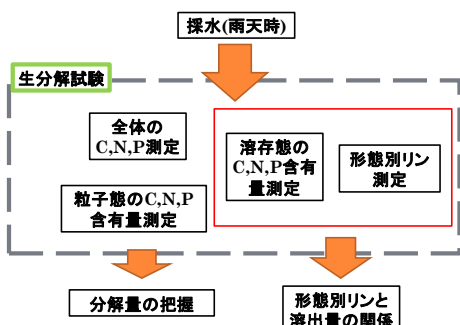 採水(雨天時)
生分解試験
全体の
C,N,P測定
溶存態の
C,N,P含有
量測定
形態別リン
測定
粒子態のC,N,P
含有量測定
分解量の把握
形態別リンと
溶出量の関係